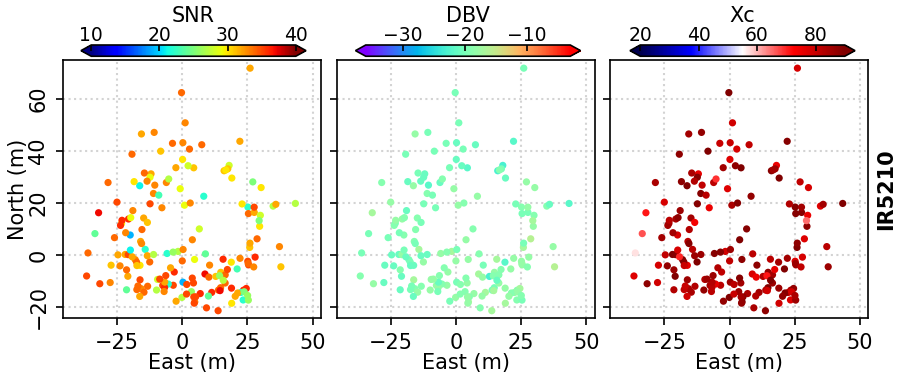 SNR DBV Xc
10 20 30 40 −30 −20 −10 20 40 60 80
North (m)
60
40
20
0
−20
−25 0 25 50 −25 0 25 50 −25 0 25 50
East (m) East (m) East (m)
IR5210